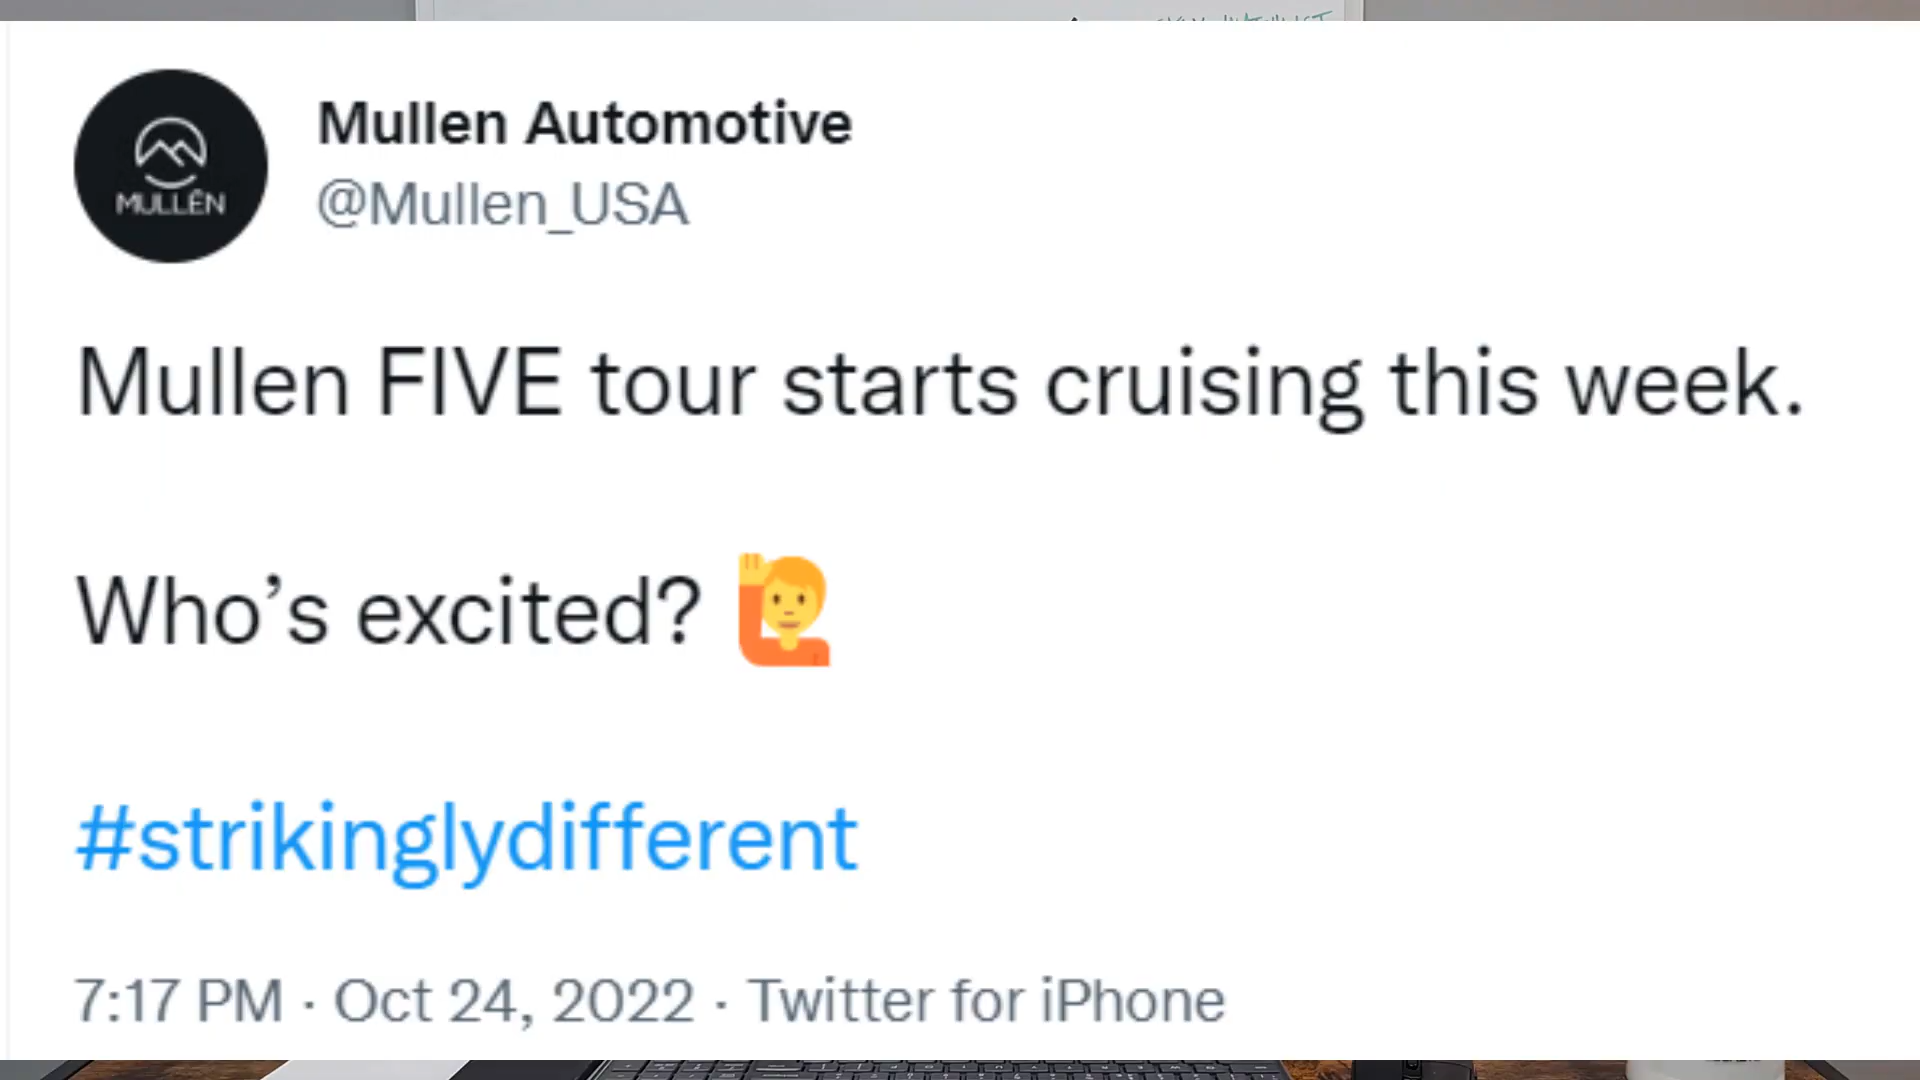 MULLEN
Mullen Automotive
@Mullen_USA
Mullen FIVE tour starts cruising this week.
Who’s excited? 🙋
#strikinglydifferent
7:17 PM · Oct 24, 2022 · Twitter for iPhone